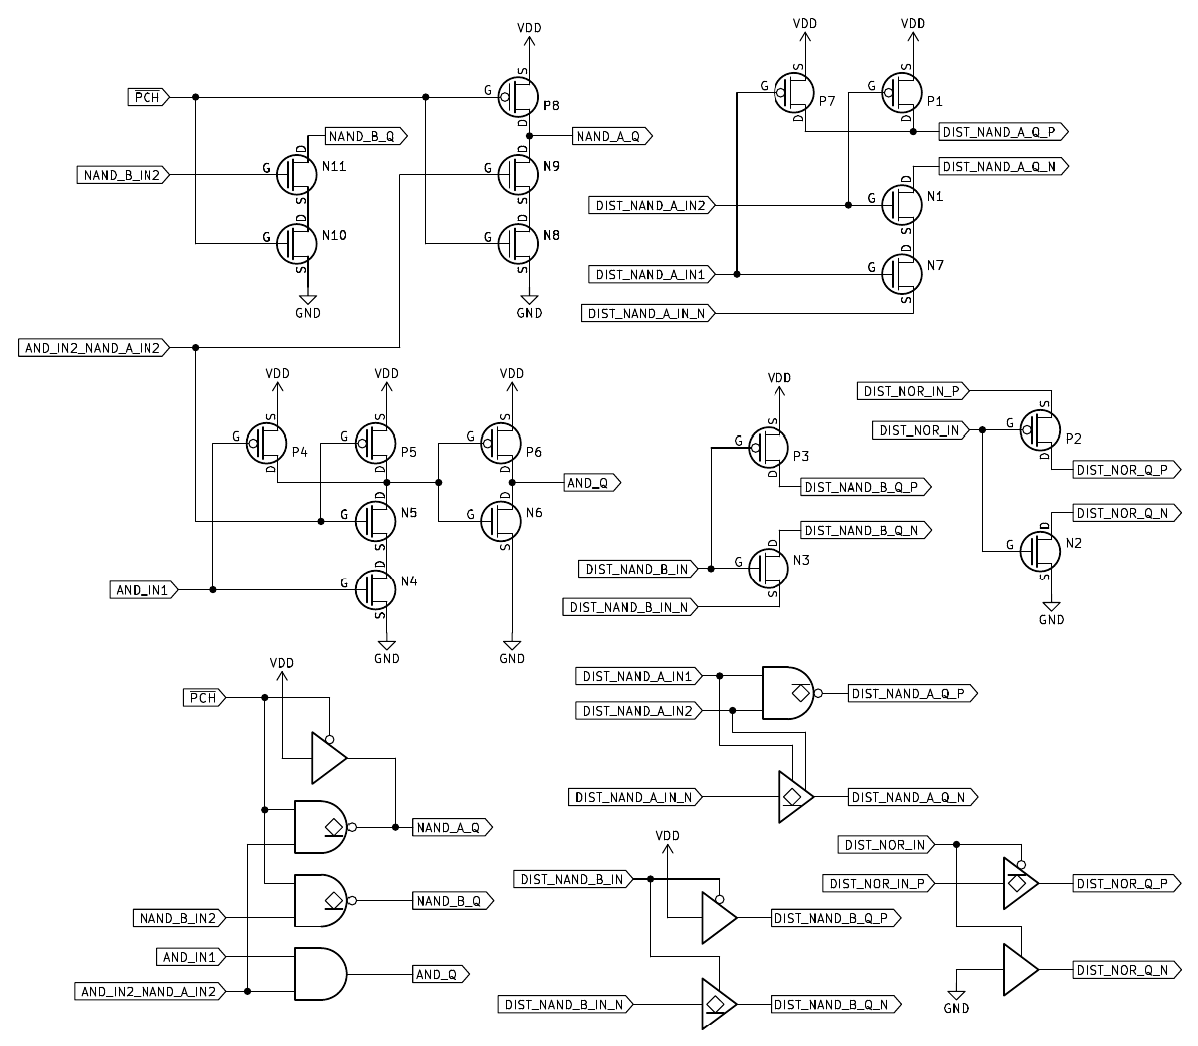 VDD
S
G
P8
D
P̅C̅H̅
NAND_B_Q
NAND_A_Q
D
G
N11
S
NAND_B_IN2
D
G
N9
S
D
G
N10
S
GND
D
G
N8
S
GND
VDD
S
G
P7
D
VDD
S
G
P1
D
DIST_NAND_A_Q_P
DIST_NAND_A_Q_N
D
G
N1
S
DIST_NAND_A_IN2
D
G
N7
S
DIST_NAND_A_IN1
DIST_NAND_A_IN_N
AND_IN2_NAND_A_IN2
VDD
S
G
P4
D
VDD
S
G
P5
D
VDD
S
G
P6
D
AND_Q
D
G
N5
S
D
G
N6
S
D
G
N4
S
AND_IN1
GND
GND
VDD
S
G
P3
D
DIST_NAND_B_Q_P
DIST_NAND_B_Q_N
D
G
N3
S
DIST_NAND_B_IN
DIST_NAND_B_IN_N
DIST_NOR_IN_P
DIST_NOR_IN
S
G
P2
D
DIST_NOR_Q_P
DIST_NOR_Q_N
D
G
N2
S
GND
VDD
P̅C̅H̅
NAND_A_Q
NAND_B_Q
NAND_B_IN2
AND_IN1
AND_Q
AND_IN2_NAND_A_IN2
DIST_NAND_A_IN1
DIST_NAND_A_IN2
DIST_NAND_A_Q_P
DIST_NAND_A_IN_N
DIST_NAND_A_Q_N
VDD
DIST_NAND_B_IN
DIST_NAND_B_Q_P
DIST_NAND_B_IN_N
DIST_NAND_B_Q_N
DIST_NOR_IN
DIST_NOR_IN_P
DIST_NOR_Q_P
DIST_NOR_Q_N
GND